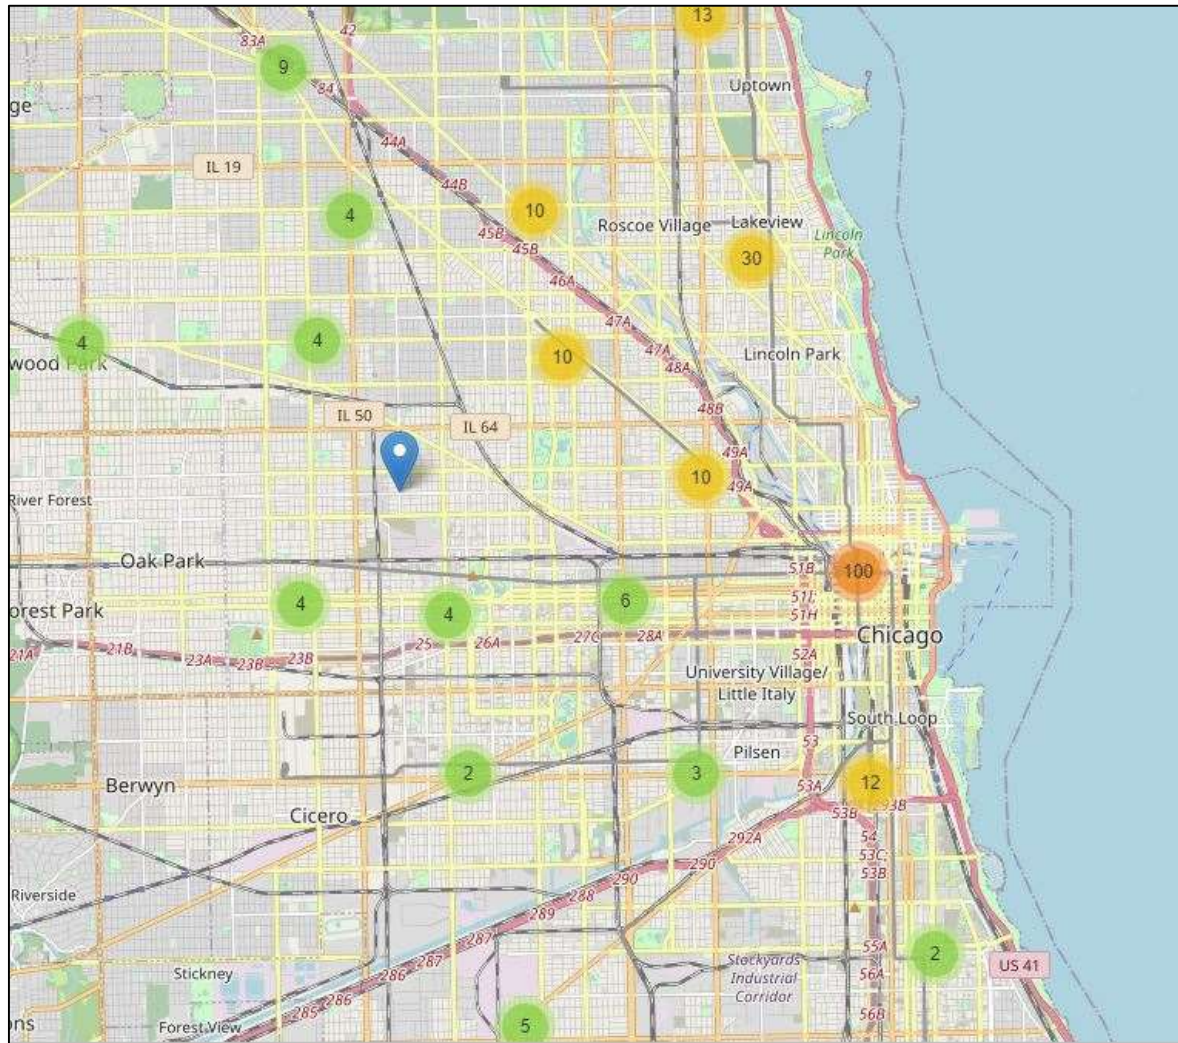 13
42
83A
9
84
Uptown
ge
44A
IL 19
44B
4
10
45B
45B
Roscoe Village
Lakeview
Lincoln
Park
30
46A
47A
4
4
wood Park
10
47A
48A
Lincoln Park
48B
IL 50
IL 64
49A
10
49A
River Forest
Oak Park
51B
100
4
4
6
51I;
51H
orest Park
25
26A
27C
28A
Chicago
21A
21B
23A
23B
23B
52A
University Village/
Little Italy
South Loop
53
Pilsen
2
3
12
53A
293B
53B
Berwyn
Cicero
292A
54
53C;
53B
290
290
Riverside
288
289
287
55A
2
287
286
Stickney
Stockyards
Industrial
Corridor
56A
US 41
286
285
56B
ons
Forest View
5